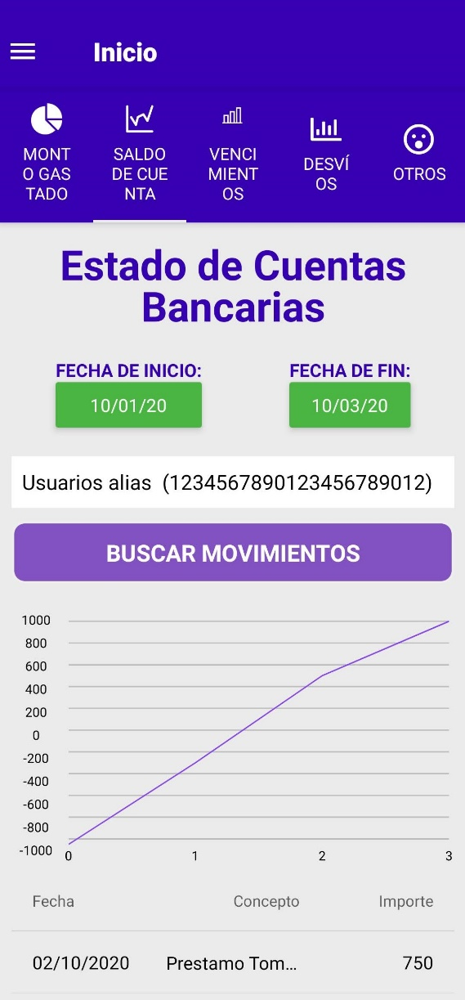 Inicio
MONT
O GAS
TADO
SALDO
DE CUE
NTA
VENCI
MIENT
OS
DESVÍ
OS
OTROS
Estado de Cuentas
Bancarias
FECHA DE INICIO:
FECHA DE FIN:
10/01/20
10/03/20
Usuarios alias (1234567890123456789012)
BUSCAR MOVIMIENTOS
1000
800
600
400
200
0
-200
-400
-600
-800
-1000
0 1 2 3
Fecha Concepto Importe
02/10/2020 Prestamo Tom... 750